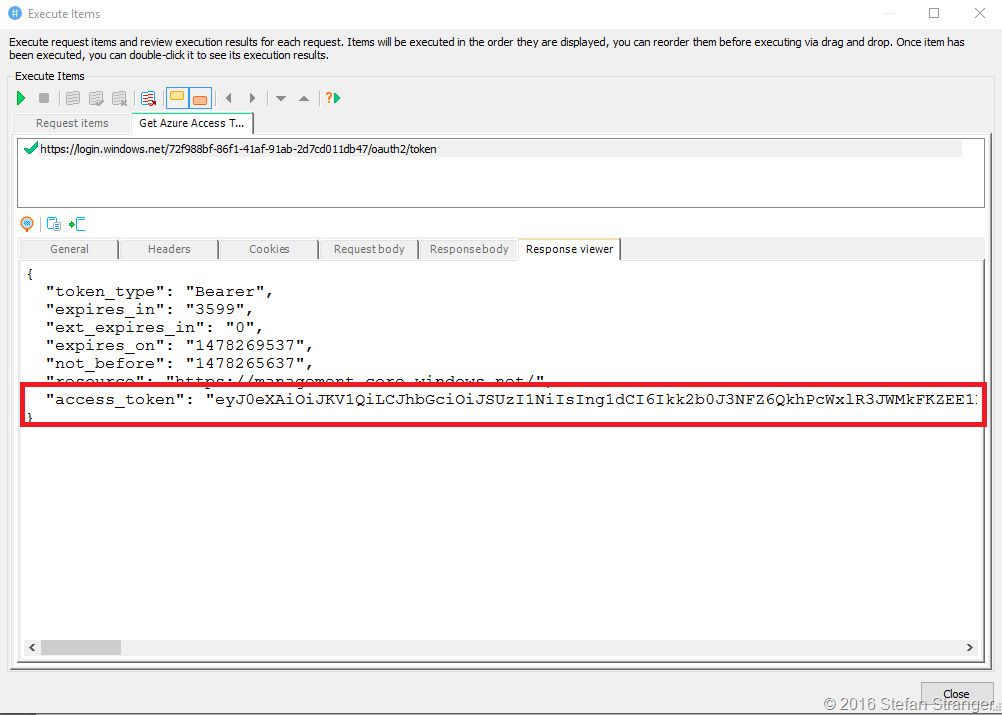 Execute Items
Execute request items and review execution results for each request. Items will be executed in the order they are displayed, you can reorder them before executing via drag and drop. Once item has
been executed, you can double-click it to see its execution results.
Execute Items
Request items
Get Azure Access T...
https://login.windows.net/72f988bf-86f1-41af-91ab-2d7cd011db47/oauth2/token
General Headers Cookies Request body Response body Response viewer
{
"token_type": "Bearer",
"expires_in": "3599",
"ext_expires_in": "0",
"expires_on": "1478269537",
"not_before": "1478265637",
"resource": "https://management.core.windows.net/",
"access_token": "eyJ0eXAiOiJKV1QiLCJhbGciOiJSUzI1NiIsIng1dCI6Ikk2b0J3NFZ6QkhPcWxlR3JWMkFKZEE1
}
Close
© 2016 Stefan Stranger